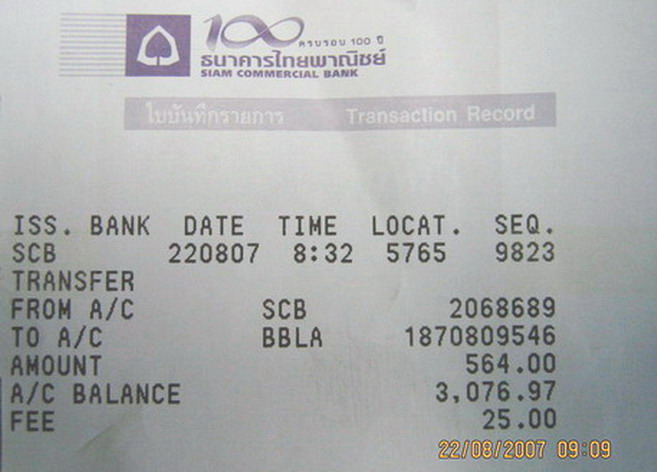 100 ครบรอบ 100 ปี
ธนาคารไทยพาณิชย์
SIAM COMMERCIAL BANK
ใบบันทึกรายการ Transaction Record
ISS. BANK DATE TIME LOCAT. SEQ.
SCB 220807 8:32 5765 9823
TRANSFER
FROM A/C SCB 2068689
TO A/C BBLA 1870809546
AMOUNT 564.00
A/C BALANCE 3,076.97
FEE 25.00
22/08/2007 09:09